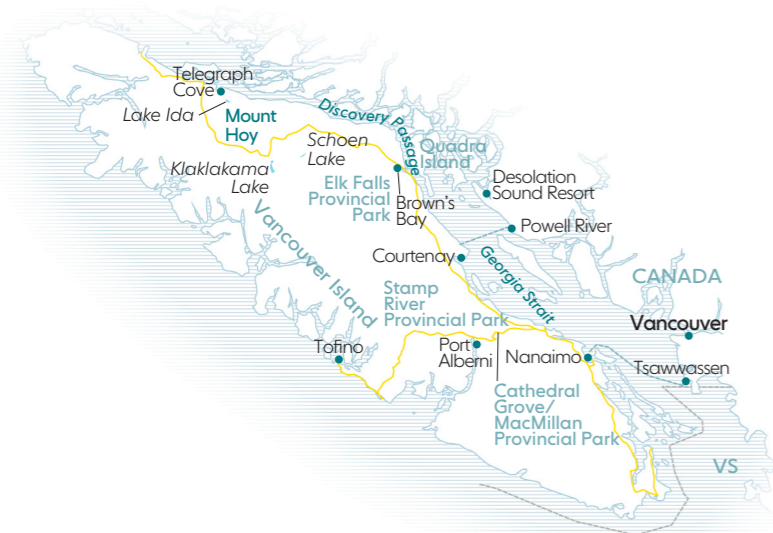 Telegraph
Cove
Lake Ida
Mount
Hoy
Discovery Passage
Schoen
Lake
Quadra
Island
Klaklakama
Lake
Elk Falls
Provincial
Park
Brown's
Bay
Desolation
Sound Resort
Powell River
Vancouver Island
Courtenay
Georgia Strait
CANADA
Stamp
River
Provincial Park
Vancouver
Tofino
Port
Alberni
Nanaimo
Tsawwassen
Cathedral
Grove/
MacMillan
Provincial Park
VS